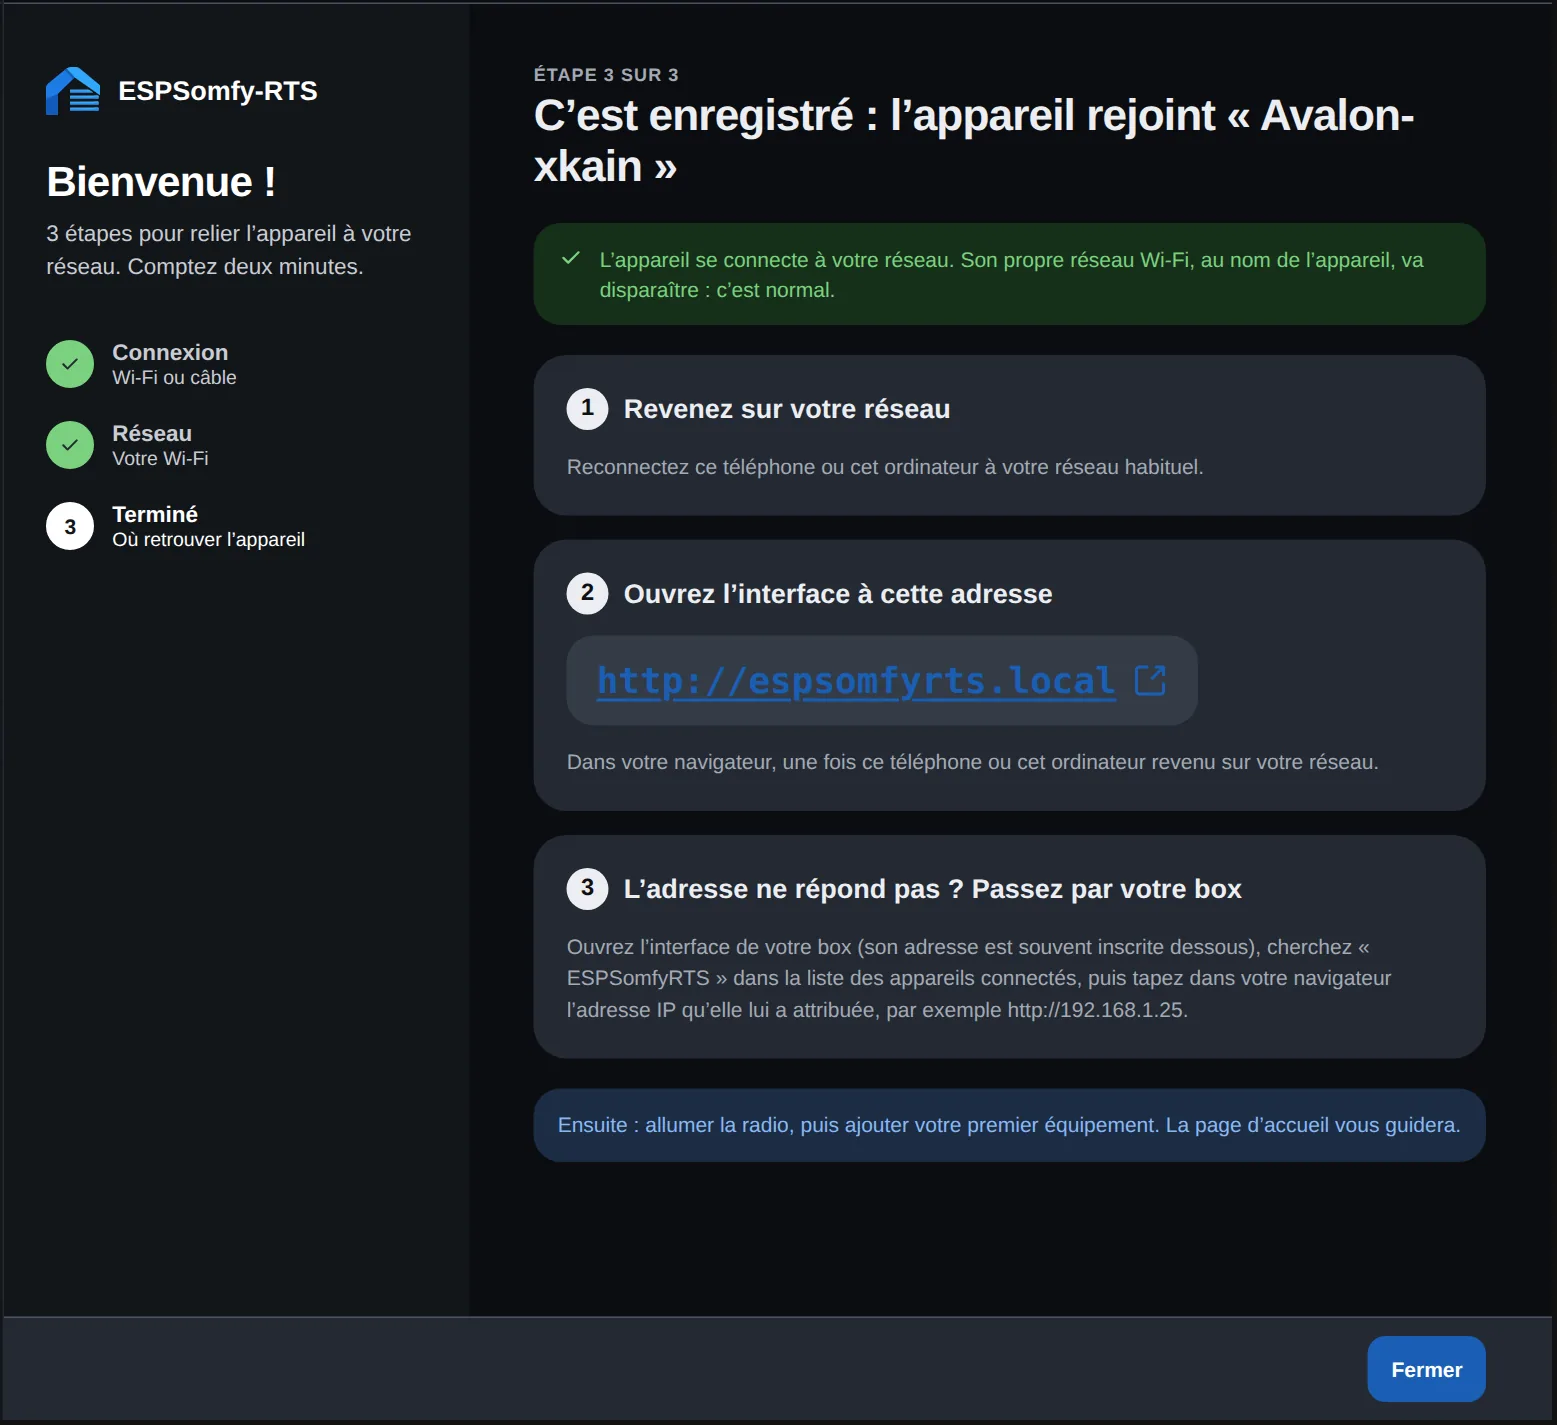 ESPSomfy-RTS
Bienvenue !
3 étapes pour relier l’appareil à votre
réseau. Comptez deux minutes.
Connexion
Wi-Fi ou câble
Réseau
Votre Wi-Fi
3
Terminé
Où retrouver l’appareil
ÉTAPE 3 SUR 3
C’est enregistré : l’appareil rejoint « Avalon-
xkain »
L’appareil se connecte à votre réseau. Son propre réseau Wi-Fi, au nom de l’appareil, va
disparaître : c’est normal.
1 Revenez sur votre réseau
Reconnectez ce téléphone ou cet ordinateur à votre réseau habituel.
2 Ouvrez l’interface à cette adresse
http://espsomfyrts.local
Dans votre navigateur, une fois ce téléphone ou cet ordinateur revenu sur votre réseau.
3 L’adresse ne répond pas ? Passez par votre box
Ouvrez l’interface de votre box (son adresse est souvent inscrite dessous), cherchez «
ESPSomfyRTS » dans la liste des appareils connectés, puis tapez dans votre navigateur
l’adresse IP qu’elle lui a attribuée, par exemple http://192.168.1.25.
Ensuite : allumer la radio, puis ajouter votre premier équipement. La page d’accueil vous guidera.
Fermer